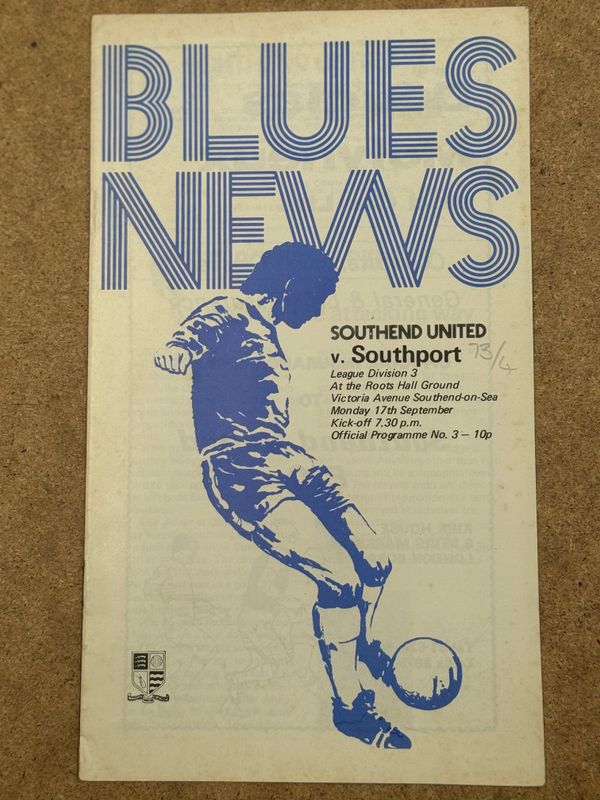 BLUES
NEWS
SOUTHEND UNITED
v. Southport 73/4
League Division 3
At the Roots Hall Ground
Victoria Avenue Southend-on-Sea
Monday 17th September
Kick-off 7.30 p.m.
Official Programme No. 3 – 10p